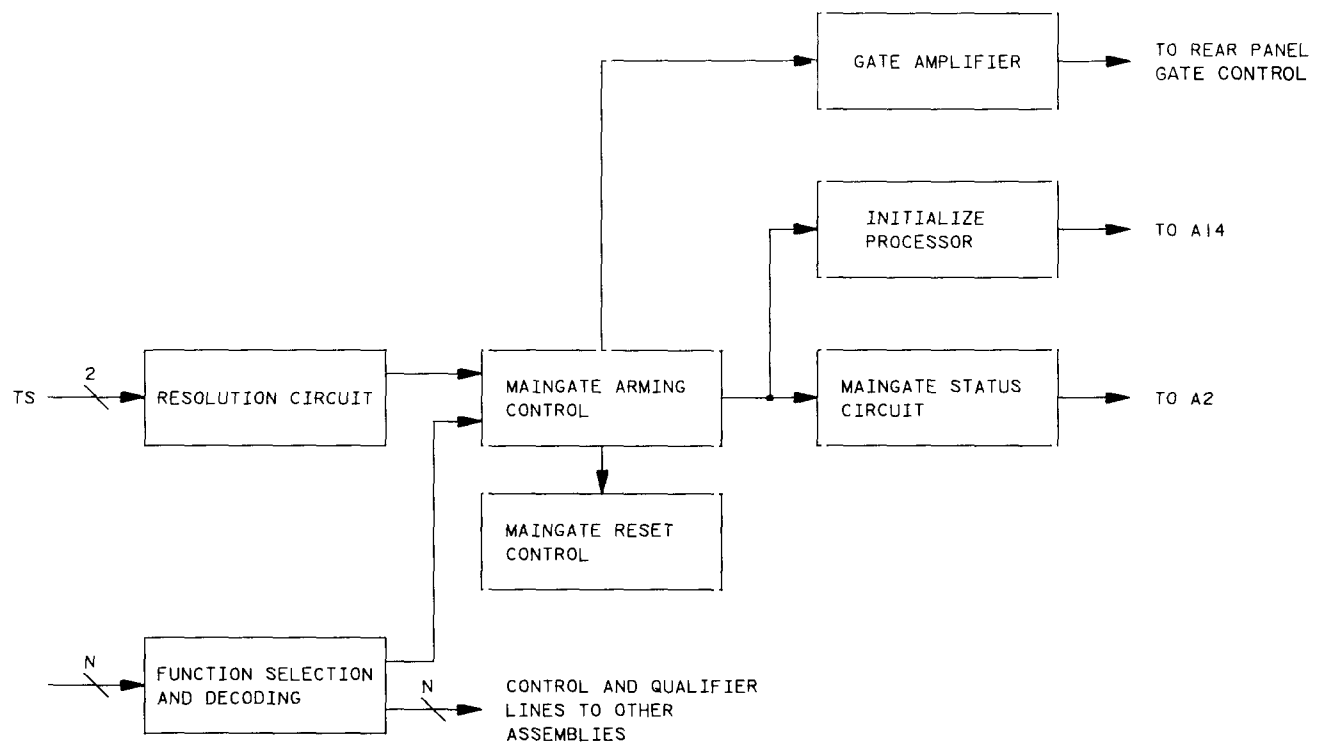 GATE AMPLIFIER
TO REAR PANEL
GATE CONTROL
INITIALIZE
PROCESSOR
TO A14
2
TS
RESOLUTION CIRCUIT
MAINGATE ARMING
CONTROL
MAINGATE STATUS
CIRCUIT
TO A2
MAINGATE RESET
CONTROL
N
FUNCTION SELECTION
AND DECODING
N
CONTROL AND QUALIFIER
LINES TO OTHER
ASSEMBLIES